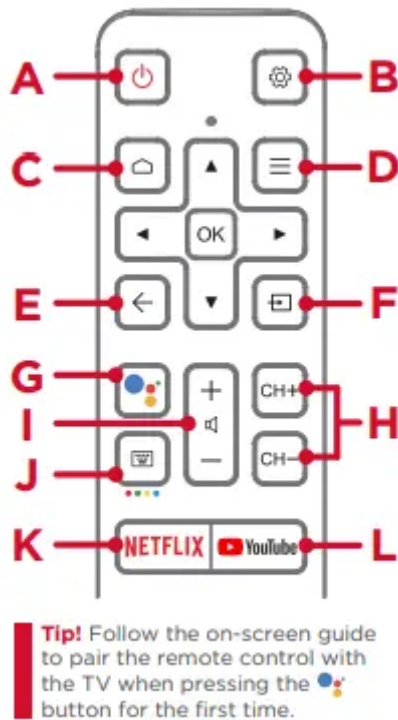 A
B
C
D
OK
E
F
G
CH+
I
H
J
CH-
K
NETFLIX
YouTube
L
Tip! Follow the on-screen guide
to pair the remote control with
the TV when pressing the
button for the first time.